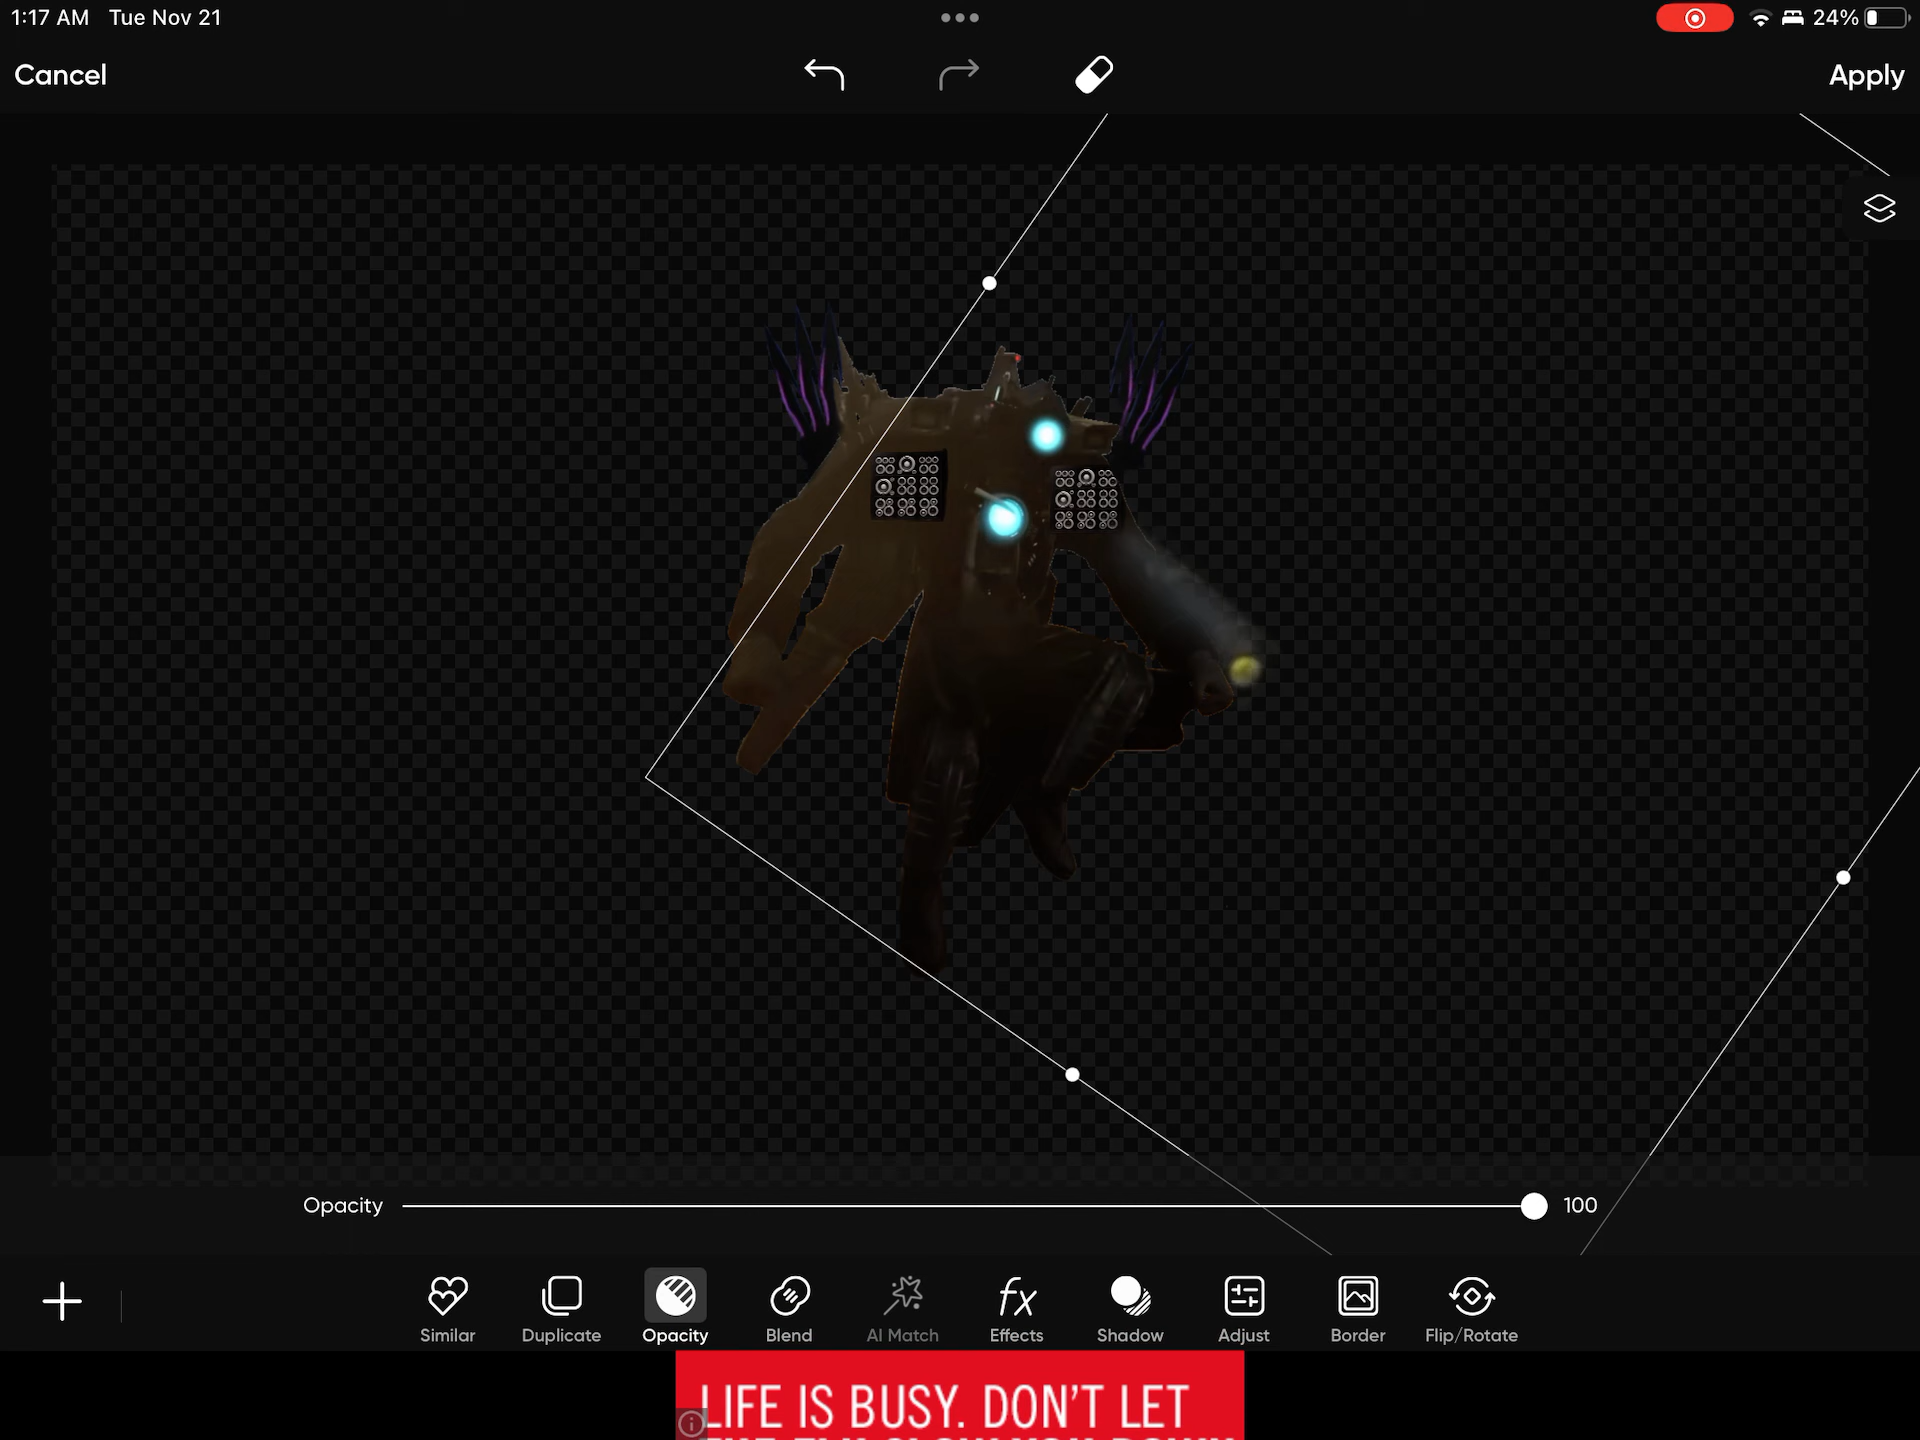 1:17 AM Tue Nov 21
24%
Cancel
Apply
Opacity
100
Similar
Duplicate
Opacity
Blend
AI Match
fx
Effects
Shadow
Adjust
Border
Flip/Rotate
LIFE IS BUSY. DON'T LET